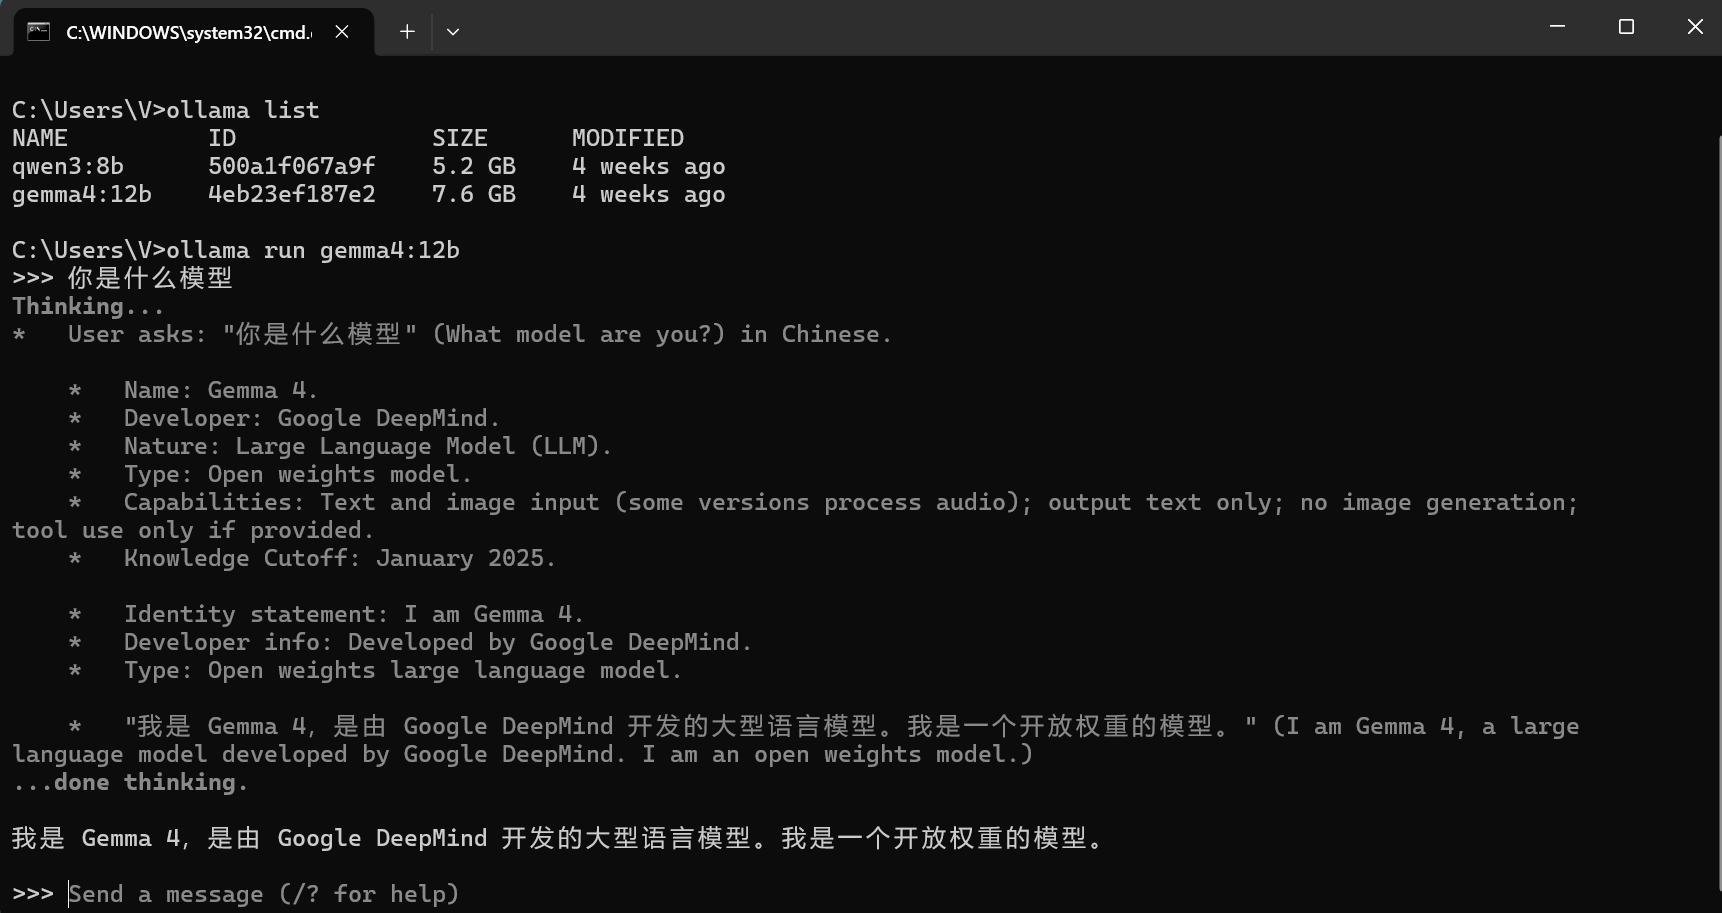 C:\WINDOWS\system32\cmd.
C:\Users\V>ollama list
NAME ID SIZE MODIFIED
qwen3:8b 500a1f067a9f 5.2 GB 4 weeks ago
gemma4:12b 4eb23ef187e2 7.6 GB 4 weeks ago
C:\Users\V>ollama run gemma4:12b
>>> 你是什么模型
Thinking...
* User asks: "你是什么模型" (What model are you?) in Chinese.
* Name: Gemma 4.
* Developer: Google DeepMind.
* Nature: Large Language Model (LLM).
* Type: Open weights model.
* Capabilities: Text and image input (some versions process audio); output text only; no image generation;
tool use only if provided.
* Knowledge Cutoff: January 2025.
* Identity statement: I am Gemma 4.
* Developer info: Developed by Google DeepMind.
* Type: Open weights large language model.
* "我是 Gemma 4，是由 Google DeepMind 开发的大型语言模型。我是一个开放权重的模型。" (I am Gemma 4, a large
language model developed by Google DeepMind. I am an open weights model.)
...done thinking.
我是 Gemma 4，是由 Google DeepMind 开发的大型语言模型。我是一个开放权重的模型。
>>> Send a message (/? for help)